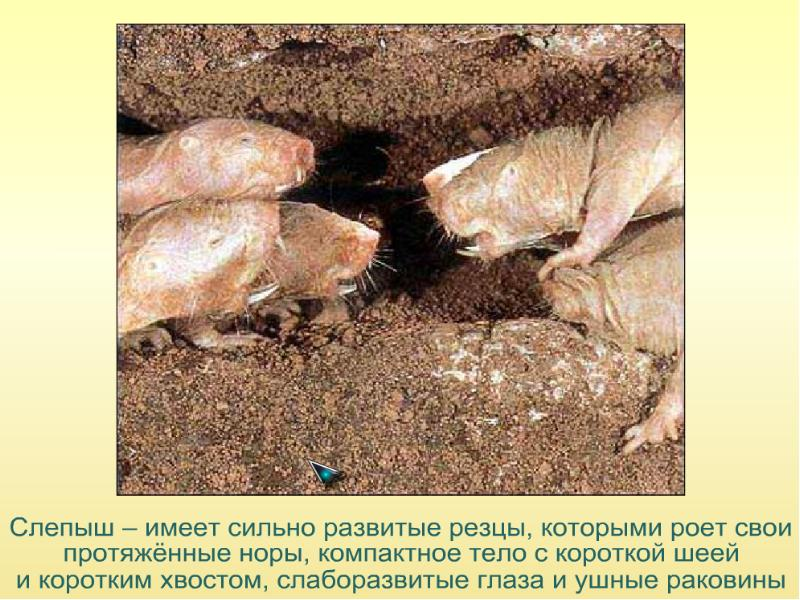 Слепыш – имеет сильно развитые резцы, которыми роет свои
протяжённые норы, компактное тело с короткой шеей
и коротким хвостом, слаборазвитые глаза и ушные раковины